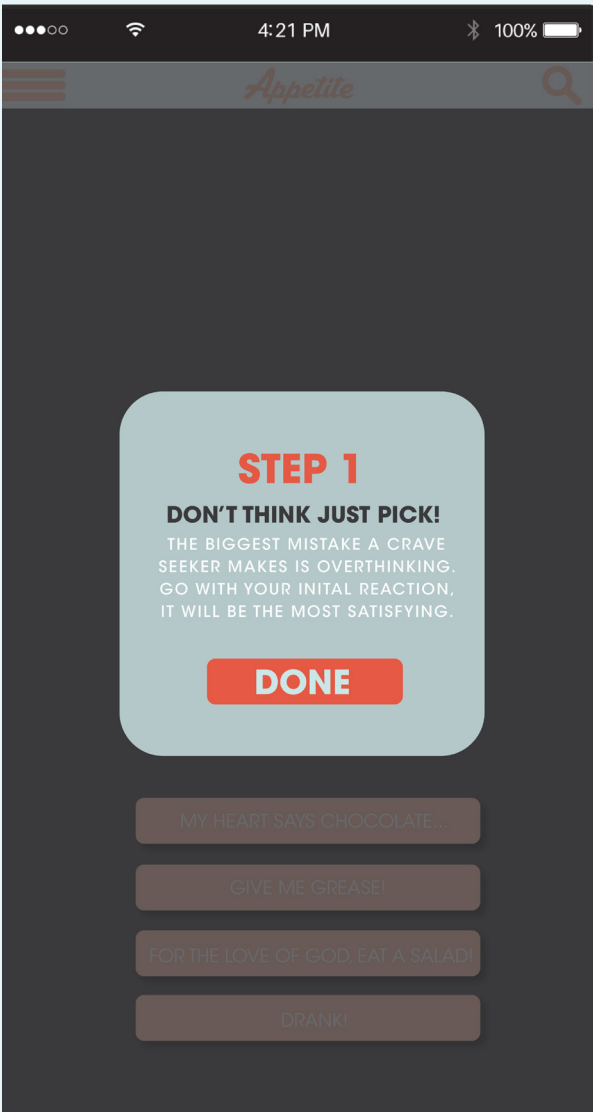 4:21 PM
100%
Appetite
STEP 1
DON'T THINK JUST PICK!
THE BIGGEST MISTAKE A CRAVE
SEEKER MAKES IS OVERTHINKING.
GO WITH YOUR INITAL REACTION,
IT WILL BE THE MOST SATISFYING.
DONE
MY HEART SAYS CHOCOLATE...
GIVE ME GREASE!
FOR THE LOVE OF GOD, EAT A SALAD!
DRANK!